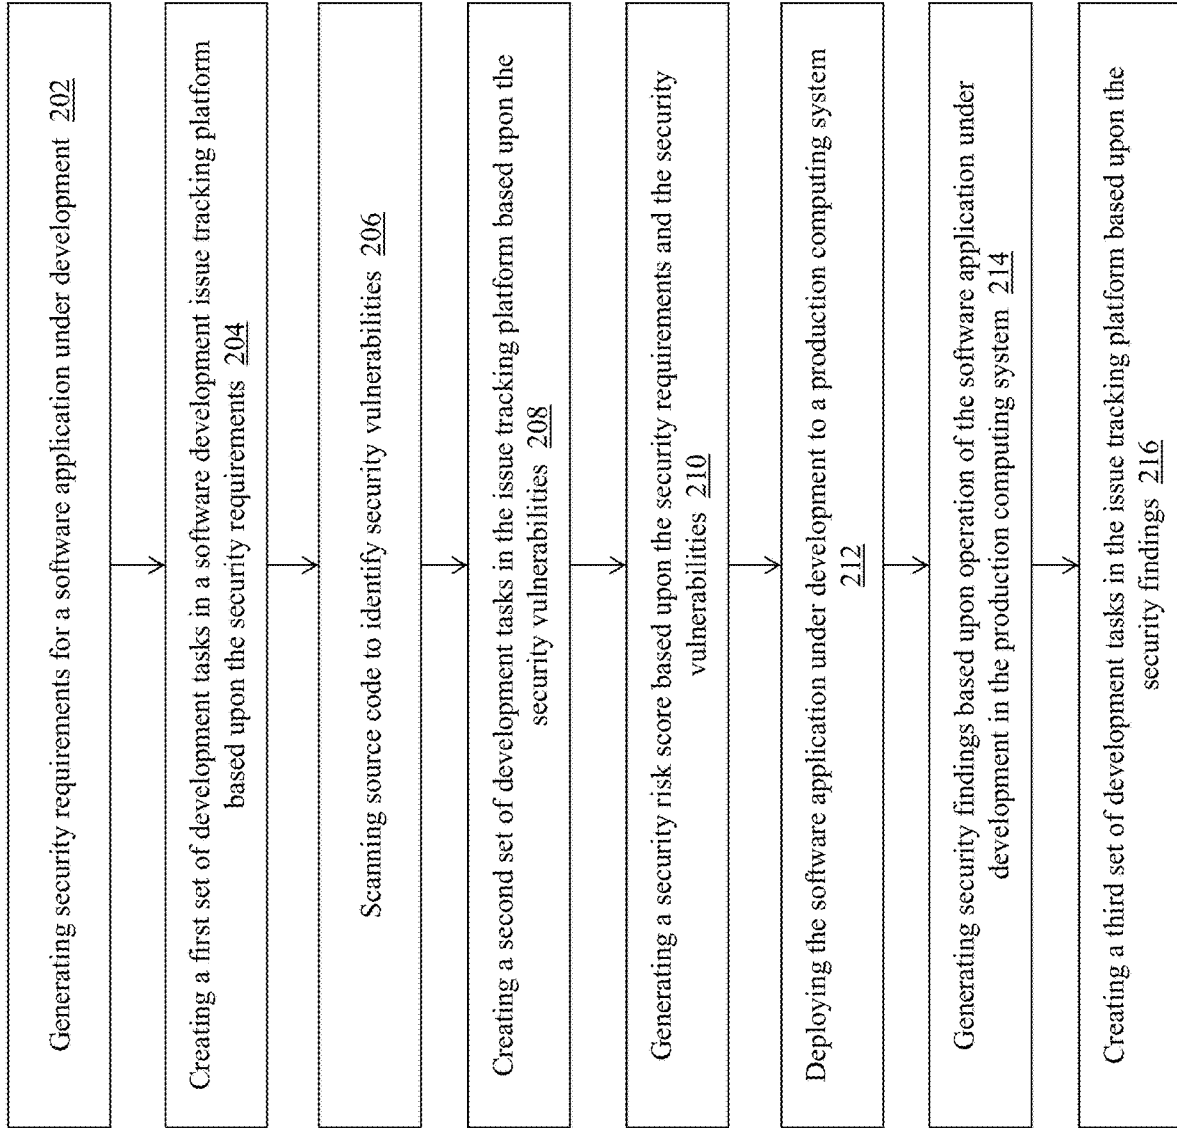 Generating security requirements for a software application under development 202
Creating a first set of development tasks in a software development issue tracking platform
based upon the security requirements 204
Scanning source code to identify security vulnerabilities 206
Creating a second set of development tasks in the issue tracking platform based upon the
security vulnerabilities 208
Generating a security risk score based upon the security requirements and the security
vulnerabilities 210
Deploying the software application under development to a production computing system
212
Generating security findings based upon operation of the software application under
development in the production computing system 214
Creating a third set of development tasks in the issue tracking platform based upon the
security findings 216